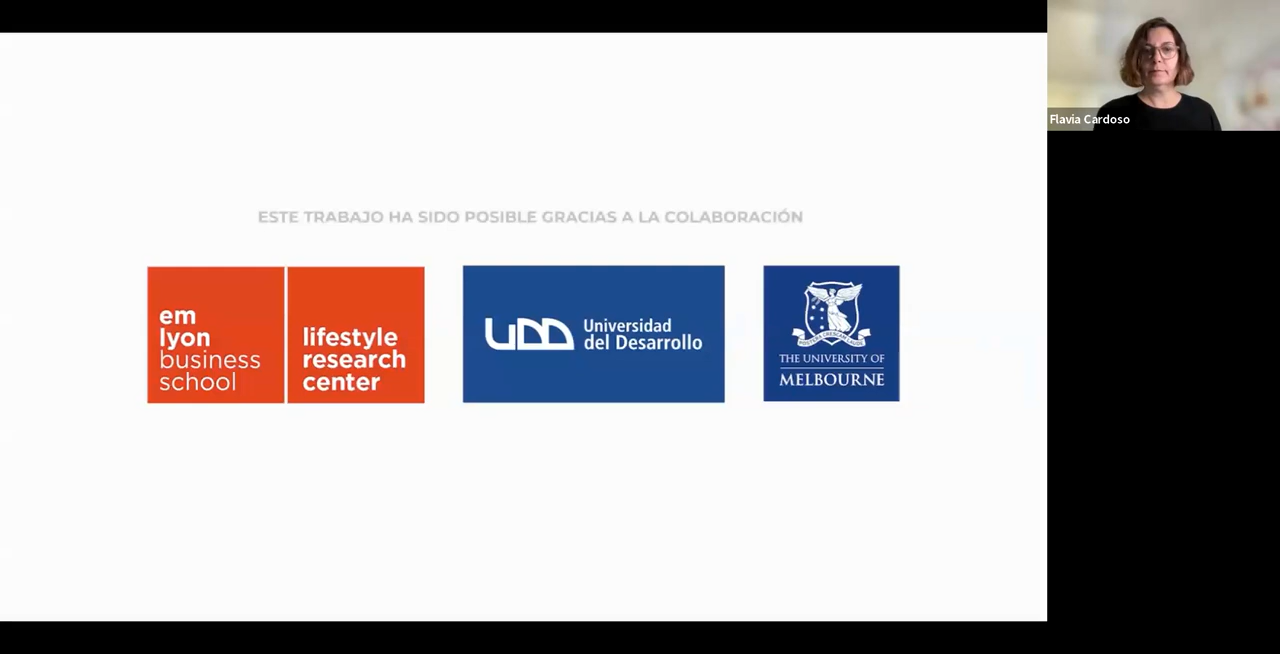 ESTE TRABAJO HA SIDO POSIBLE GRACIAS A LA COLABORACIÓN
em
lyon
business
school
lifestyle
research
center
UDD
Universidad
del Desarrollo
THE UNIVERSITY OF
MELBOURNE
Flavia Cardoso